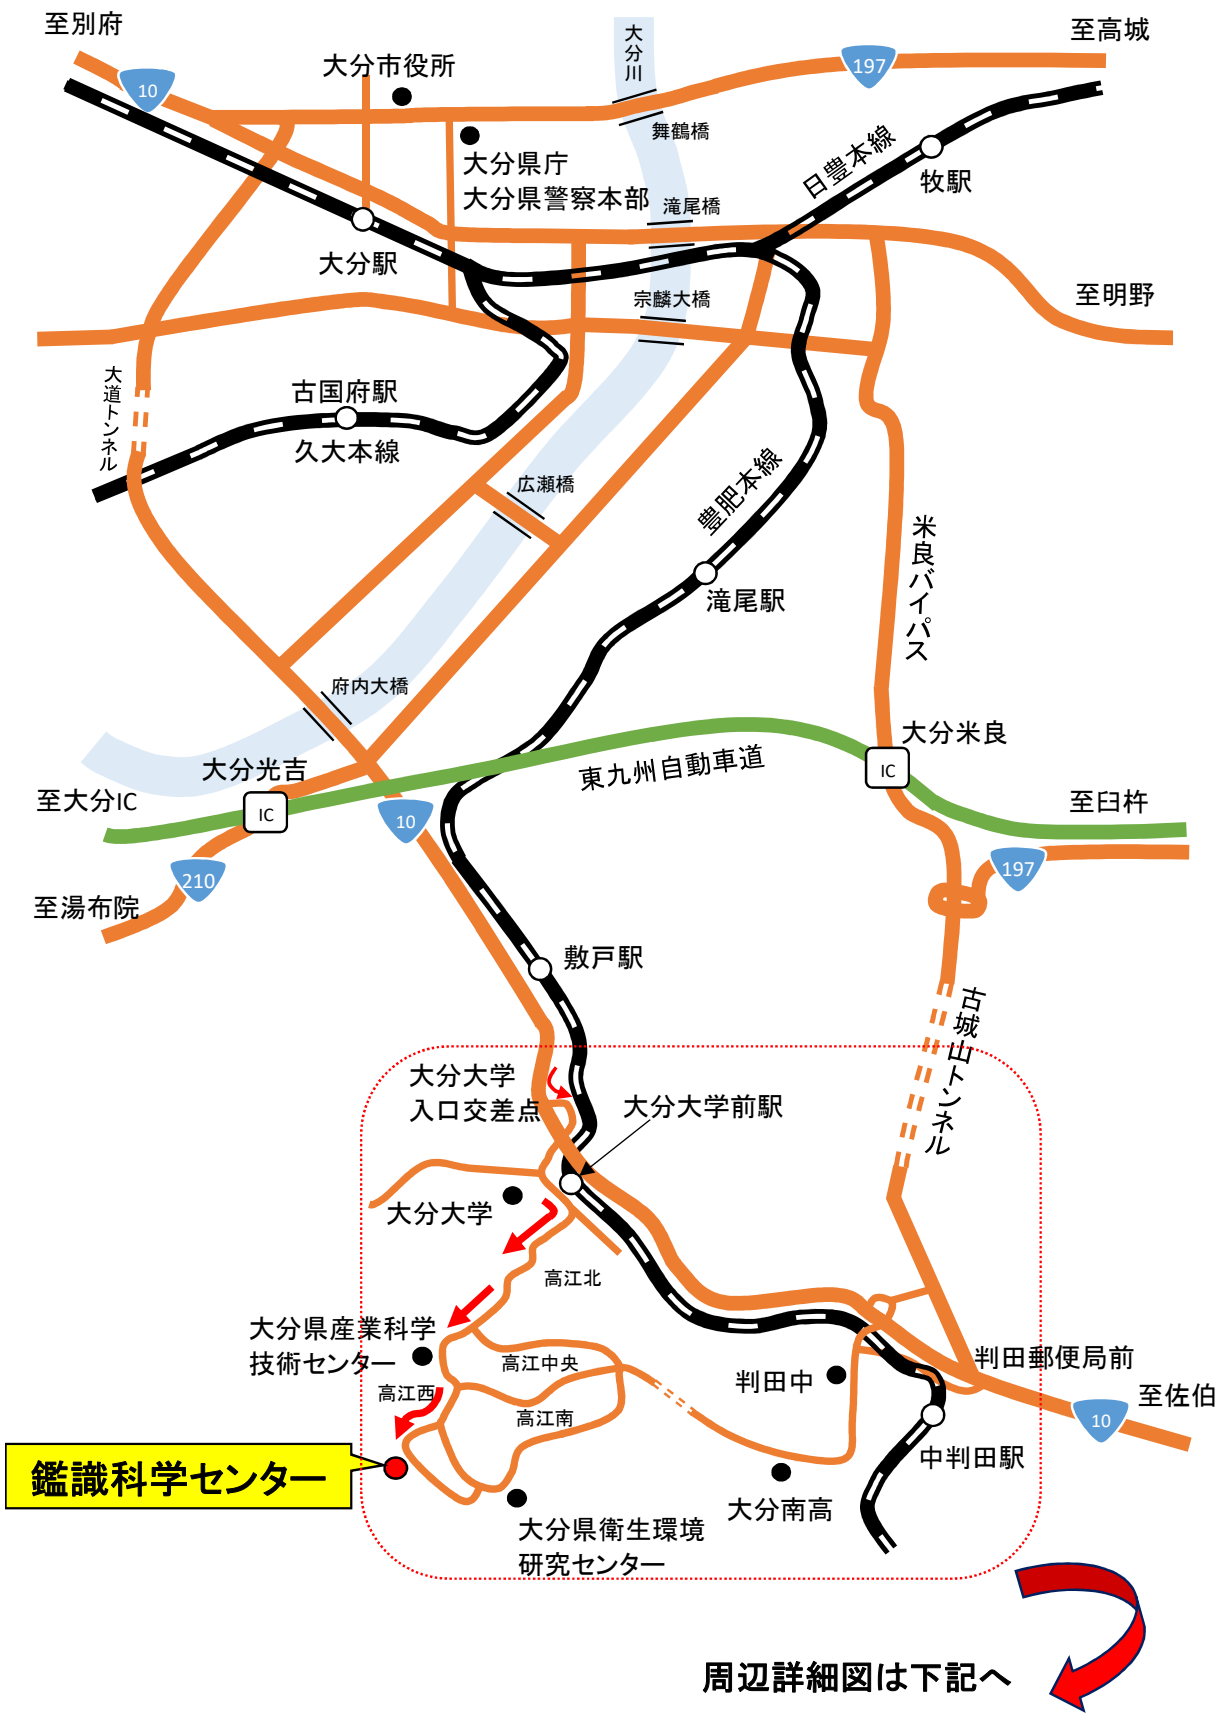 至別府
大分川
至高城
大分市役所
197
10
舞鶴橋
日豊本線
大分県庁
大分県警察本部
牧駅
滝尾橋
大分駅
宗麟大橋
至明野
大道トンネル
古国府駅
久大本線
広瀬橋
豊肥本線
米良バイパス
滝尾駅
府内大橋
大分米良
IC
大分光吉
東九州自動車道
至大分IC
IC
10
至臼杵
197
210
至湯布院
敷戸駅
古城山トンネル
大分大学
入口交差点
大分大学前駅
大分大学
高江北
大分県産業科学
技術センター
高江中央
判田郵便局前
高江西
判田中
至佐伯
高江南
10
中判田駅
鑑識科学センター
大分南高
大分県衛生環境
研究センター
周辺詳細図は下記へ